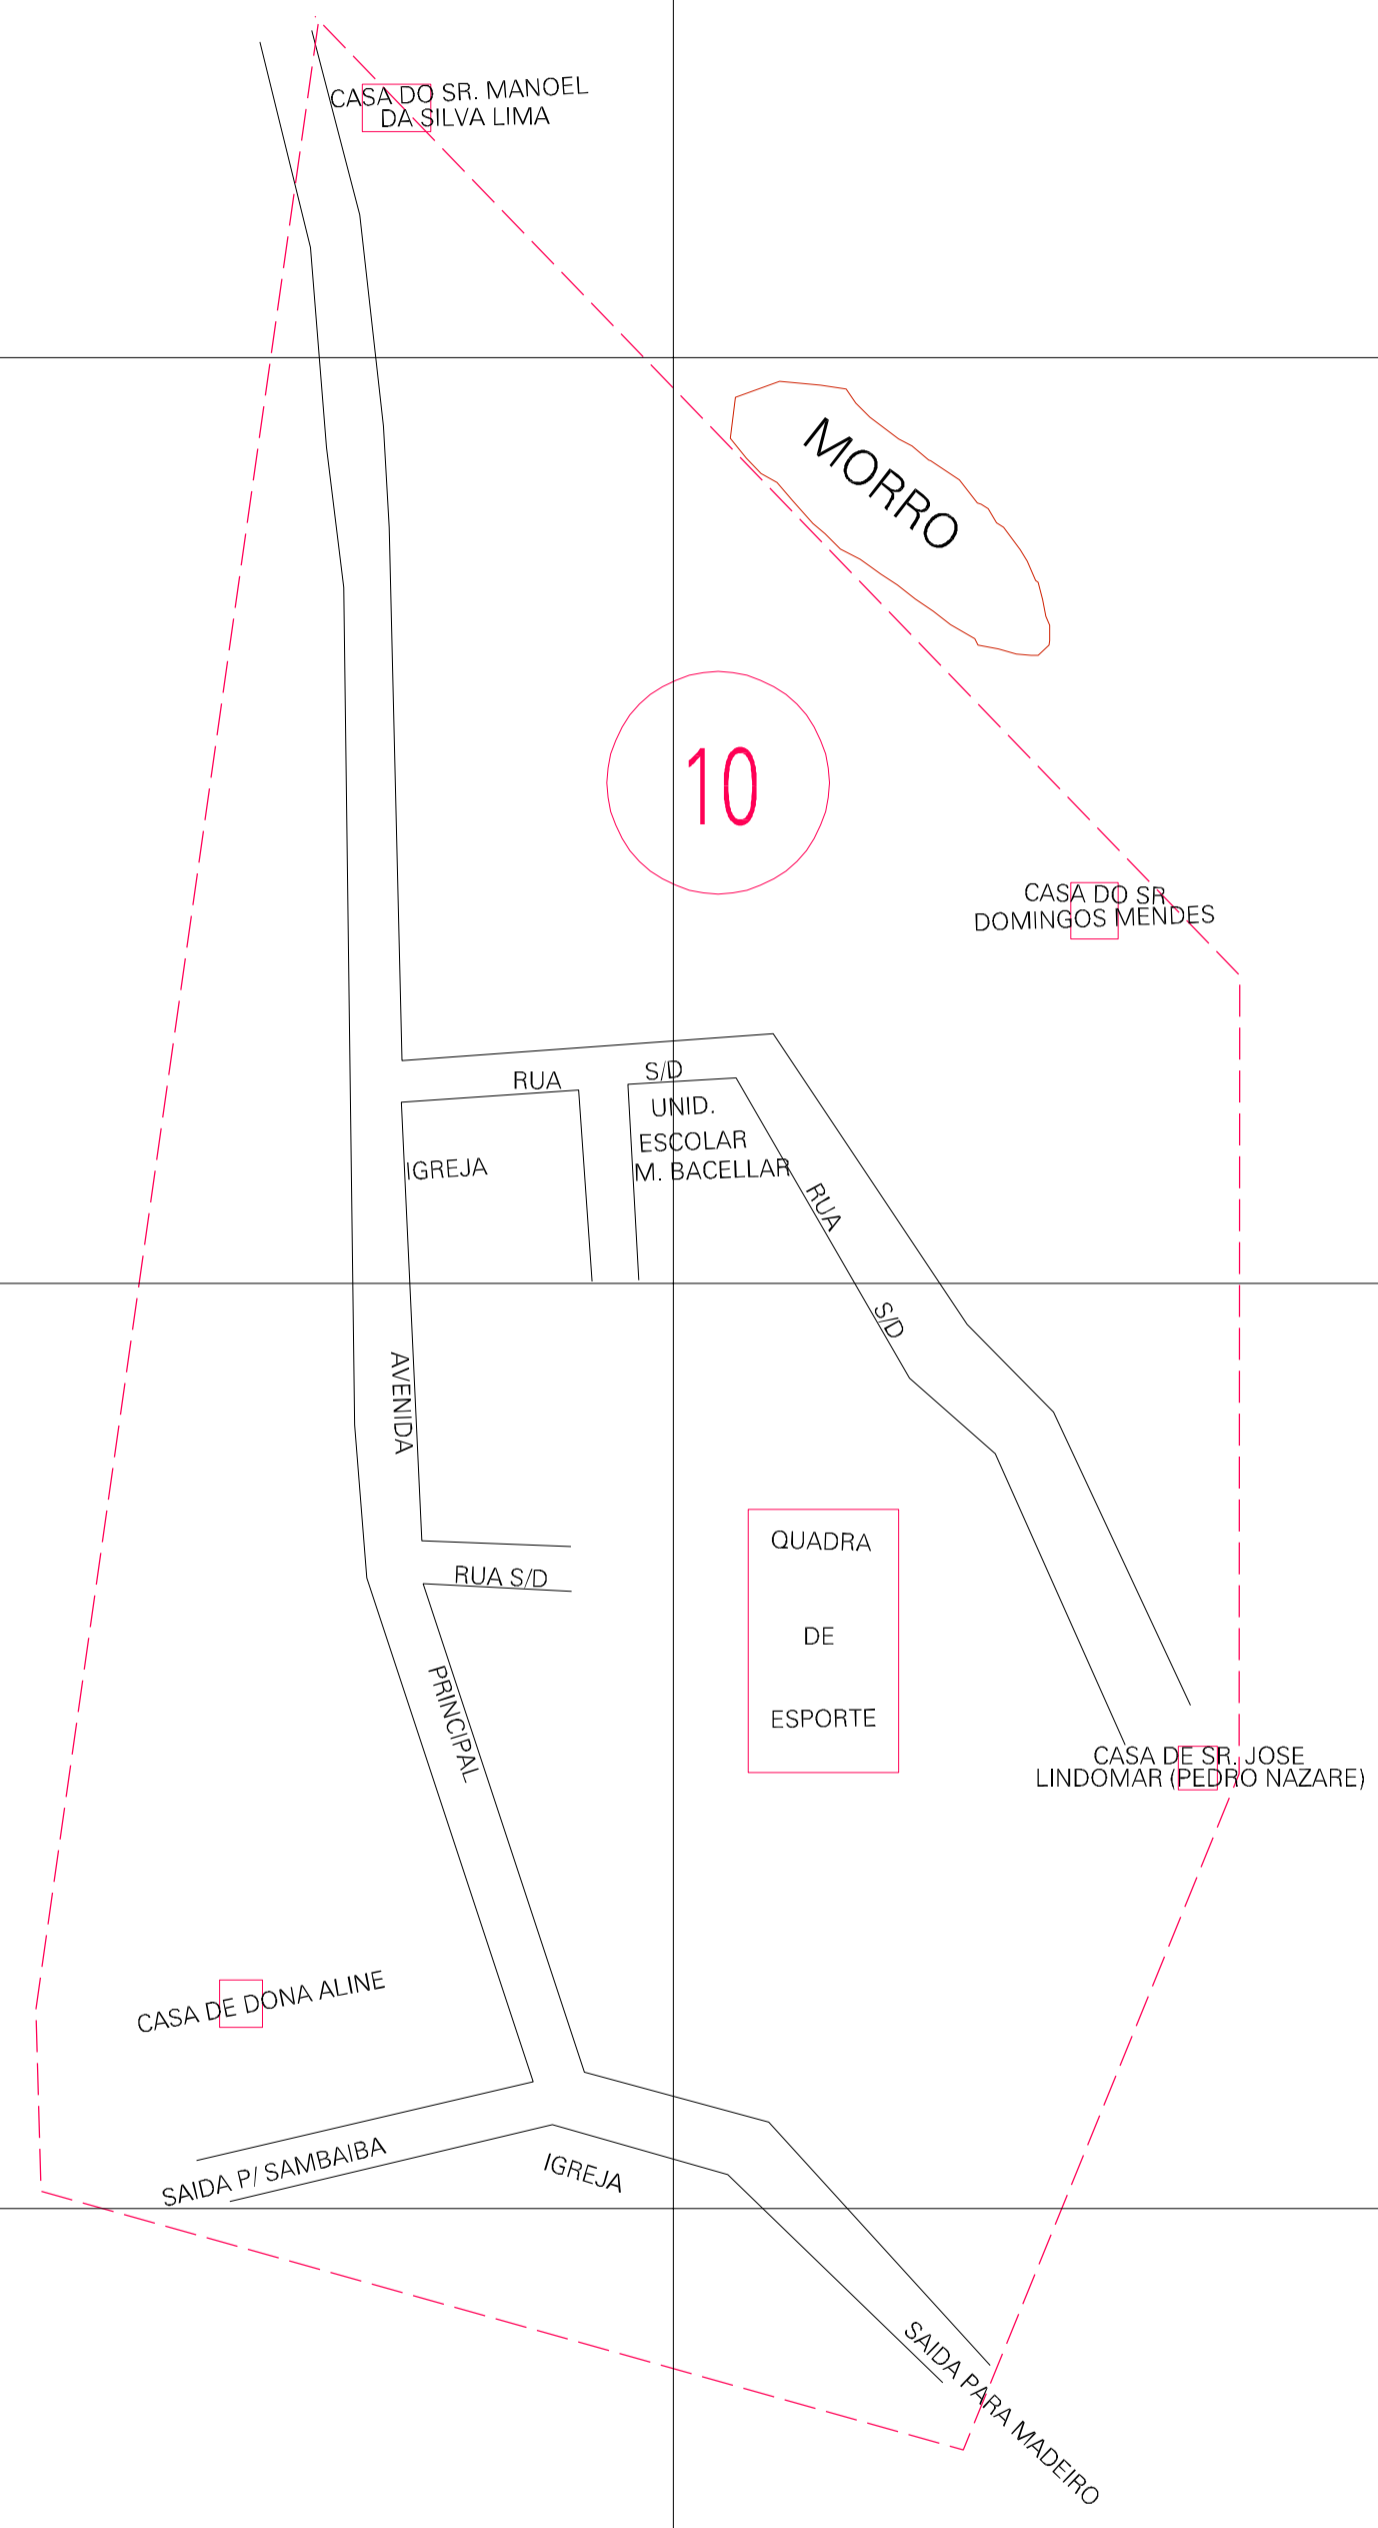 CASA DO SR. MANOEL
DA SILVA LIMA
MORRO
10
CASA DO SR
DOMINGOS MENDES
RUA
S/D
UNID.
ESCOLAR
M. BACELLAR
IGREJA
RUA
S/D
AVENIDA
QUADRA
DE
ESPORTE
RUA S/D
PRINCIPAL
CASA DE SR. JOSE
LINDOMAR (PEDRO NAZARE)
CASA DE DONA ALINE
SAIDA P/ SAMBAIBA
IGREJA
SAIDA PARA MADEIRO